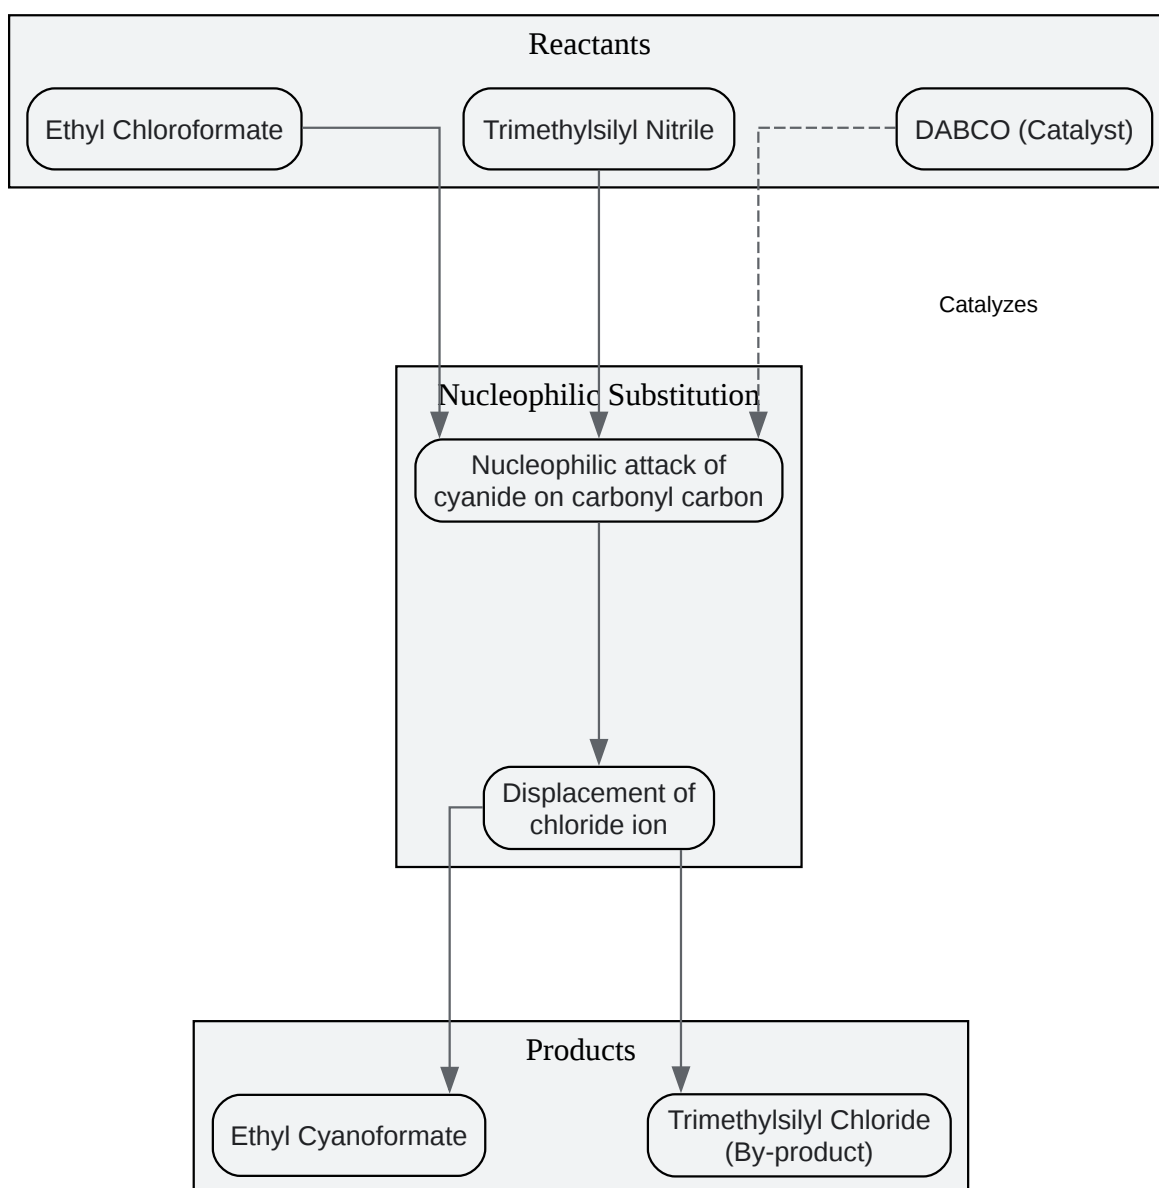 Reactants
Ethyl Chloroformate
Trimethylsilyl Nitrile
DABCO (Catalyst)
Catalyzes
Nucleophilic Substitution
Nucleophilic attack of
cyanide on carbonyl carbon
Displacement of
chloride ion
Products
Ethyl Cyanoformate
Trimethylsilyl Chloride
(By-product)